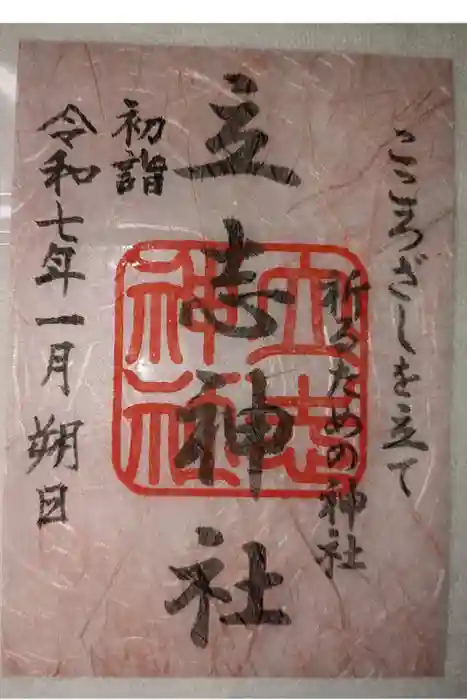 こころざしを立て
祈るための神社
立志神社
立志
神社
初詣
令和七年一月朔日